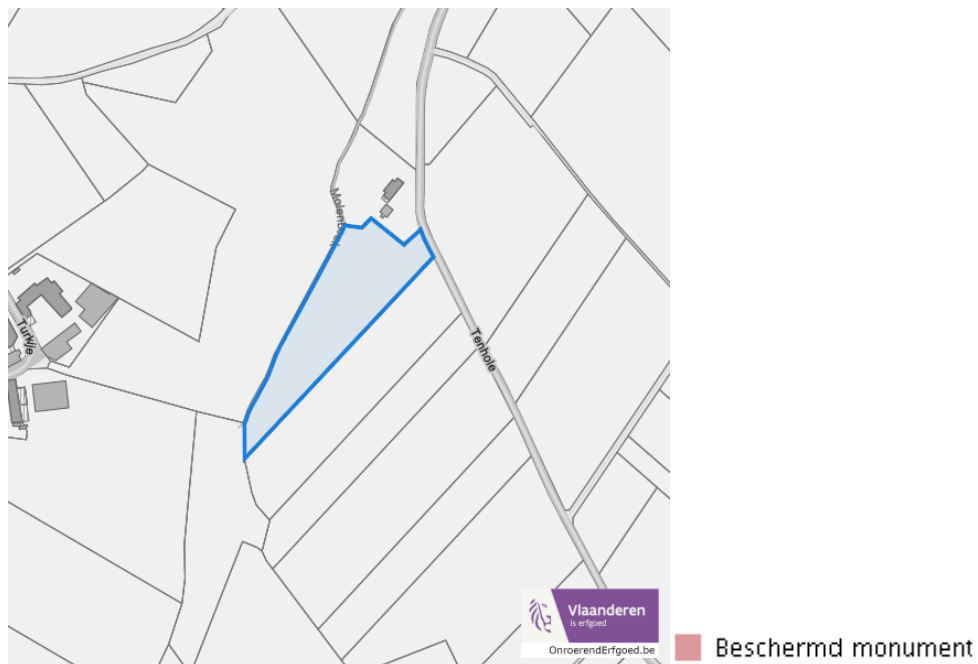 Molenbeek
Turkije
Tenhole
Vlaanderen
is erfgoed
OnroerendErfgoed.be
Beschermd monument